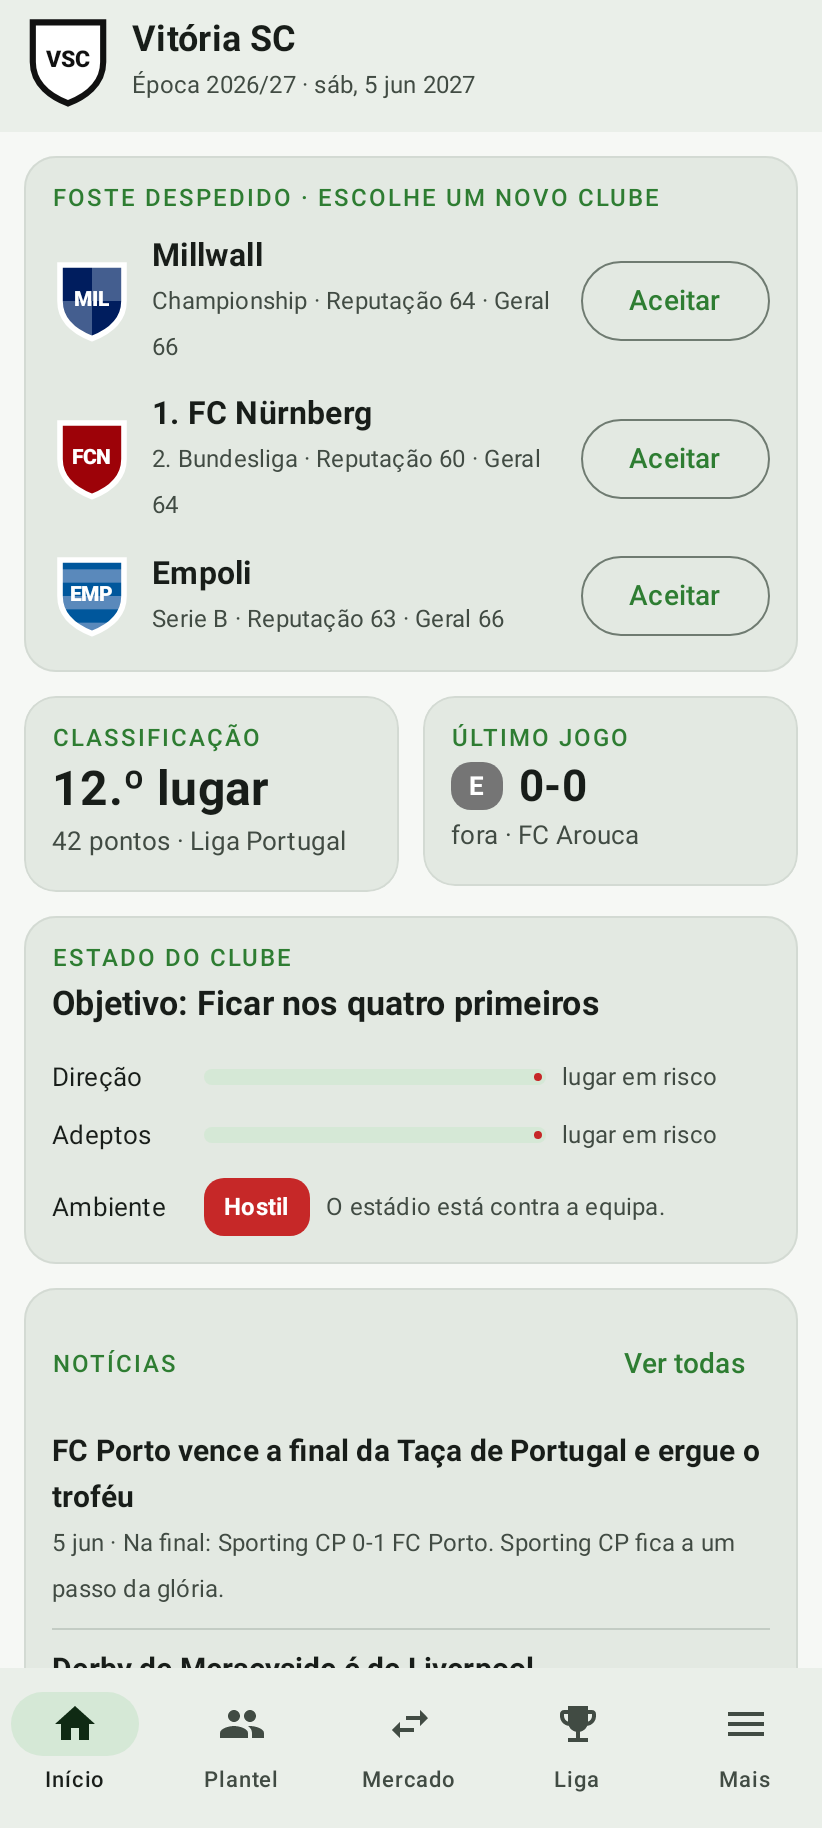 VSC
Vitória SC
Época 2026/27 · sáb, 5 jun 2027
FOSTE DESPEDIDO · ESCOLHE UM NOVO CLUBE
MIL
Millwall
Championship · Reputação 64 · Geral
66
Aceitar
FCN
1. FC Nürnberg
2. Bundesliga · Reputação 60 · Geral
64
Aceitar
EMP
Empoli
Serie B · Reputação 63 · Geral 66
Aceitar
CLASSIFICAÇÃO
12.º lugar
42 pontos · Liga Portugal
ÚLTIMO JOGO
E 0-0
fora · FC Arouca
ESTADO DO CLUBE
Objetivo: Ficar nos quatro primeiros
Direção lugar em risco
Adeptos lugar em risco
Ambiente Hostil O estádio está contra a equipa.
NOTÍCIAS
Ver todas
FC Porto vence a final da Taça de Portugal e ergue o
troféu
5 jun · Na final: Sporting CP 0-1 FC Porto. Sporting CP fica a um
passo da glória.
Derby de Merseyside é do Liverpool
Início
Plantel
Mercado
Liga
Mais